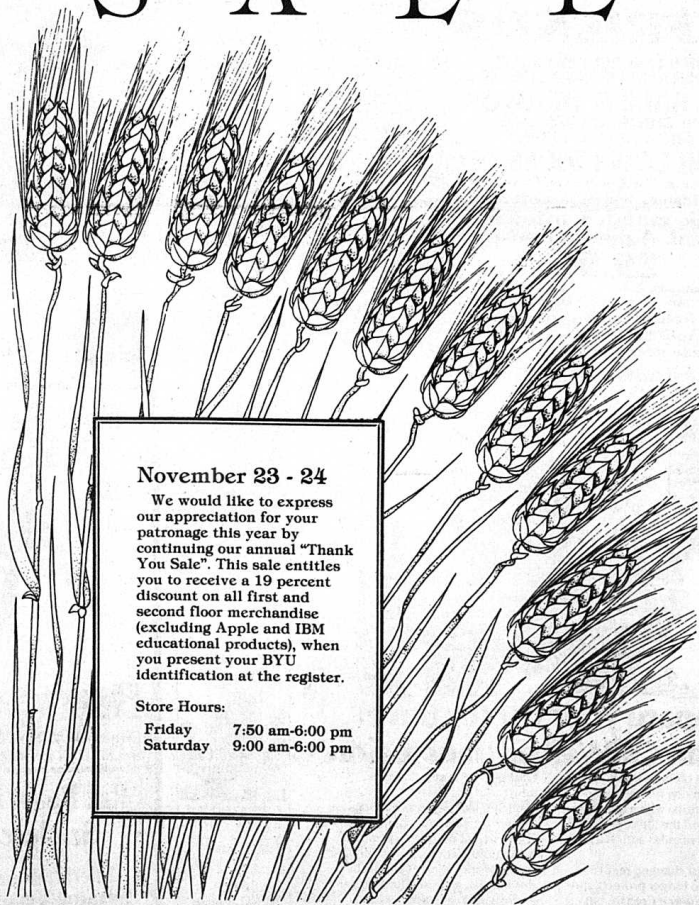 SALE
November 23 - 24
We would like to express
our appreciation for your
patronage this year by
continuing our annual “Thank
You Sale”. This sale entitles
you to receive a 19 percent
discount on all first and
second floor merchandise
(excluding Apple and IBM
educational products), when
you present your BYU
identification at the register.
Store Hours:
Friday 7:50 am-6:00 pm
Saturday 9:00 am-6:00 pm